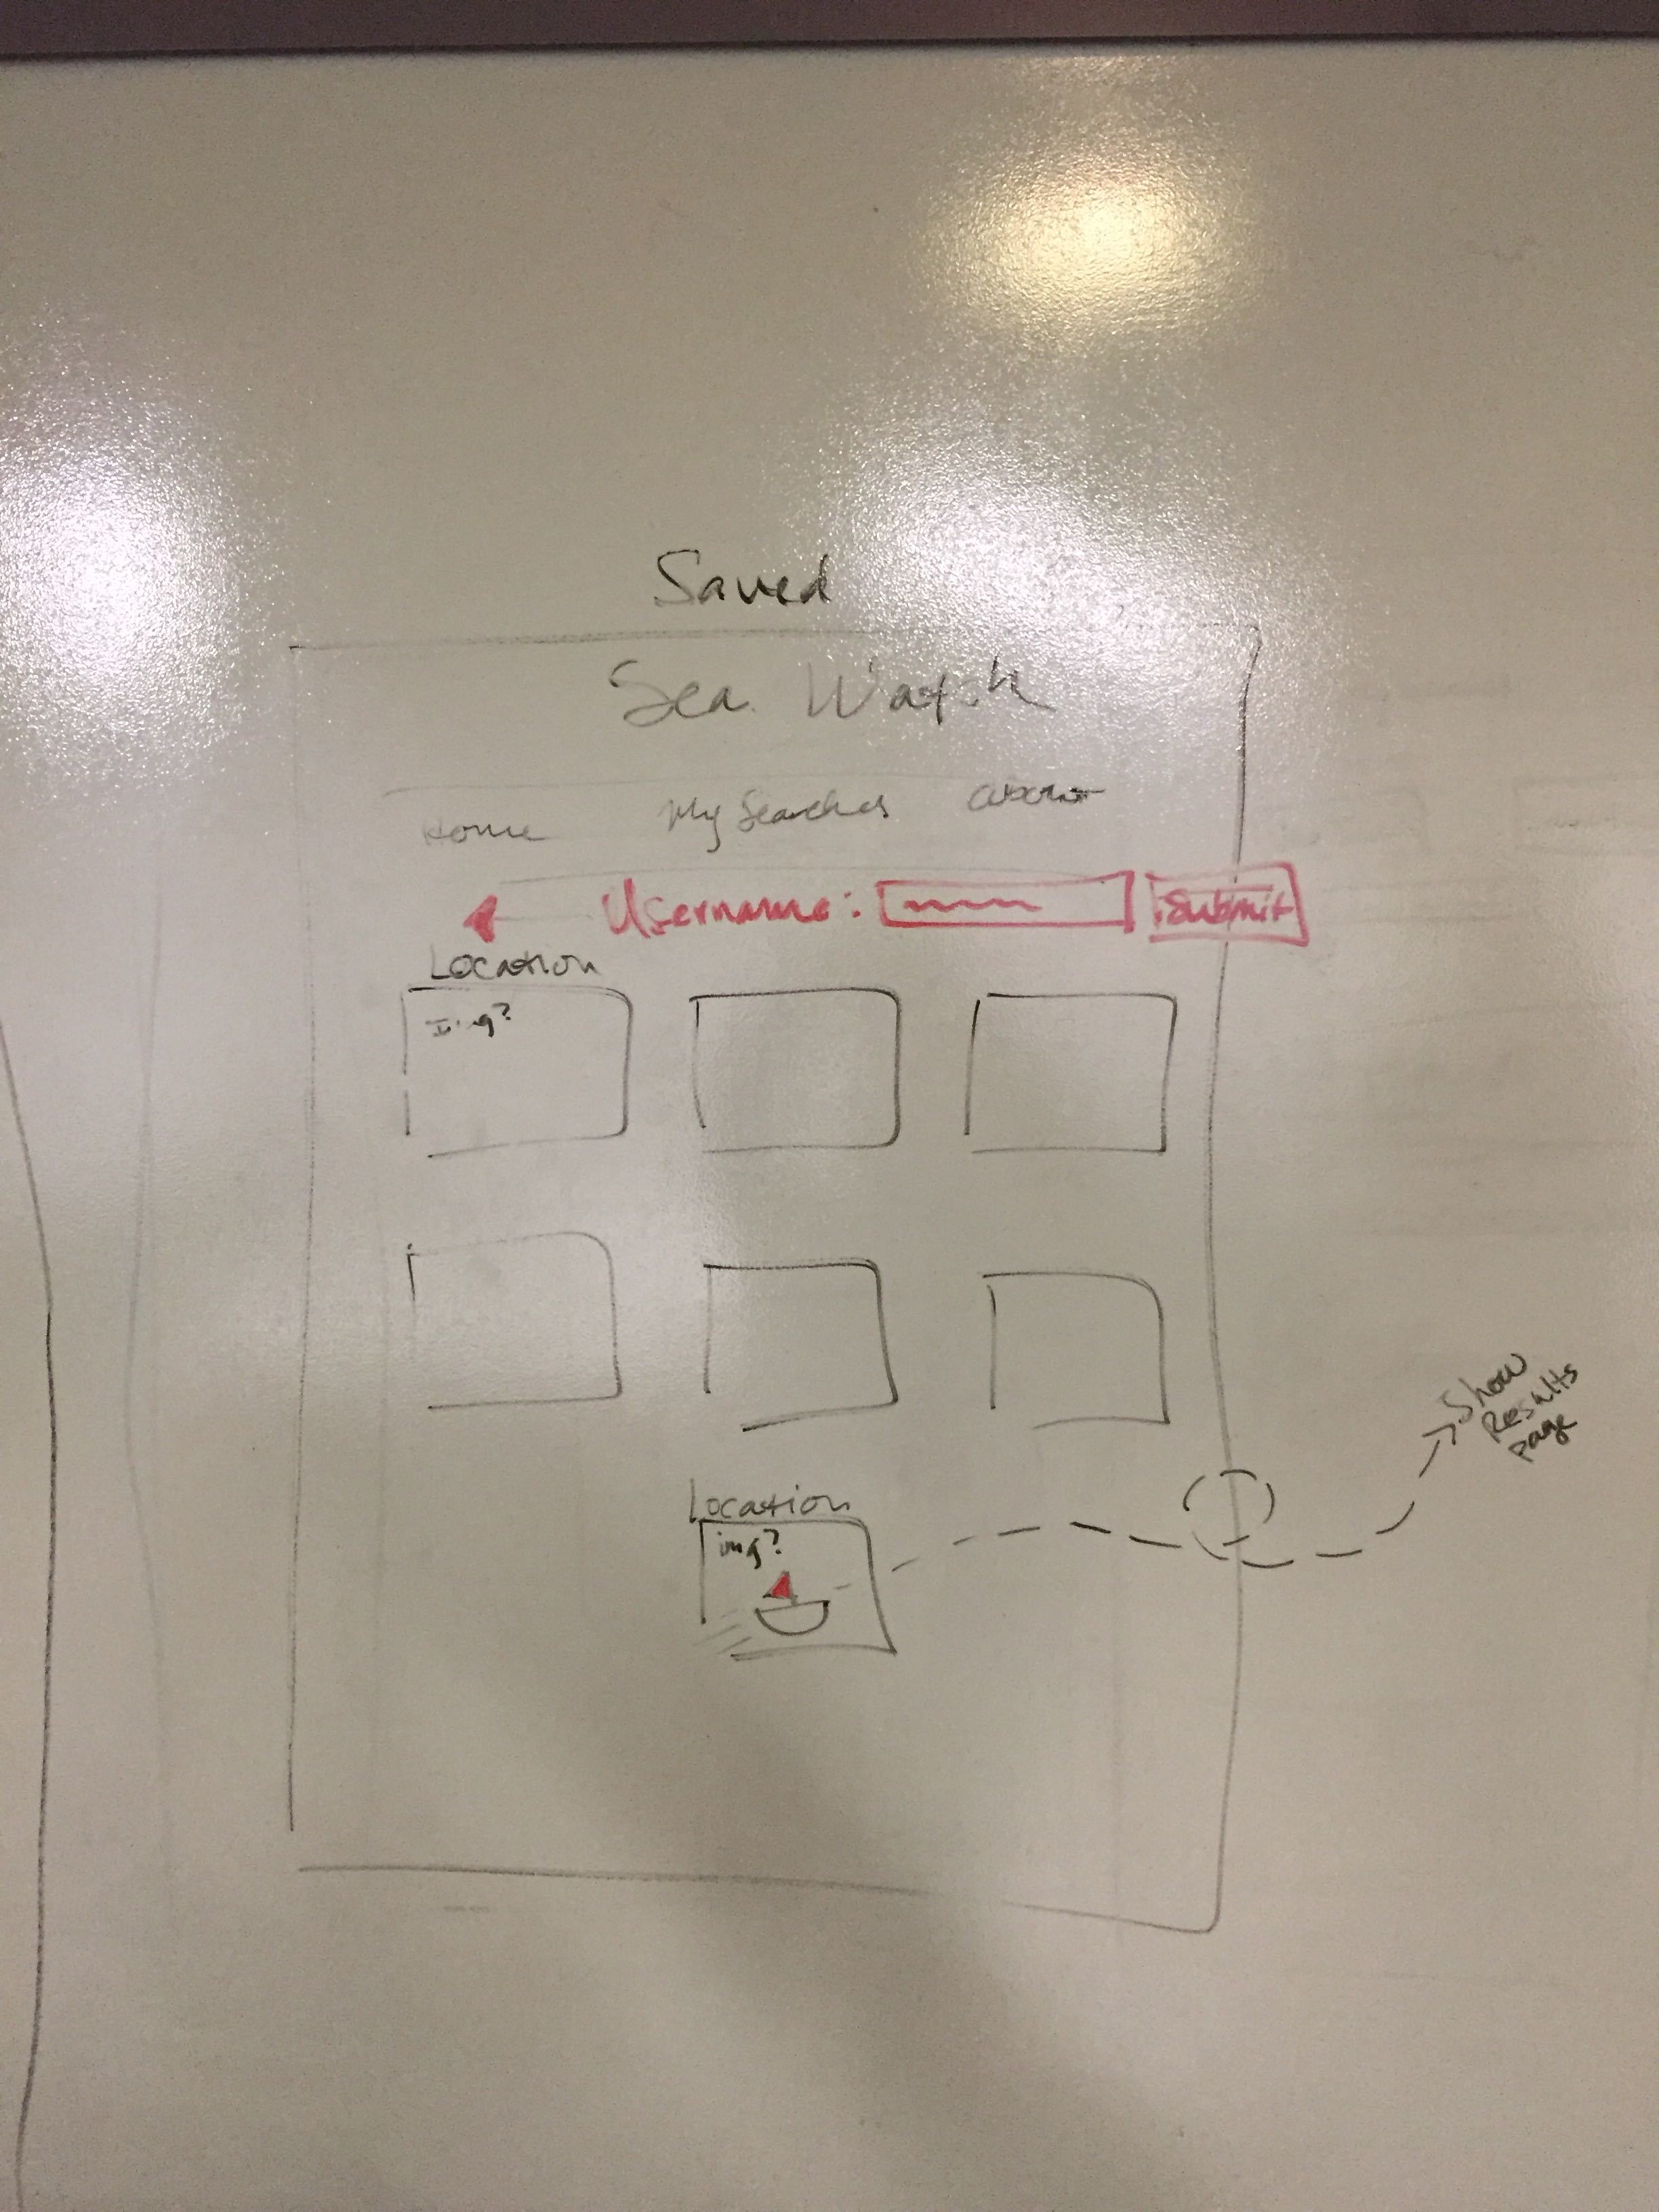 Saved
Sea Watch
Home My Searches about
Username: Submit
Location
Img?
Location
img?
Show
Results
page